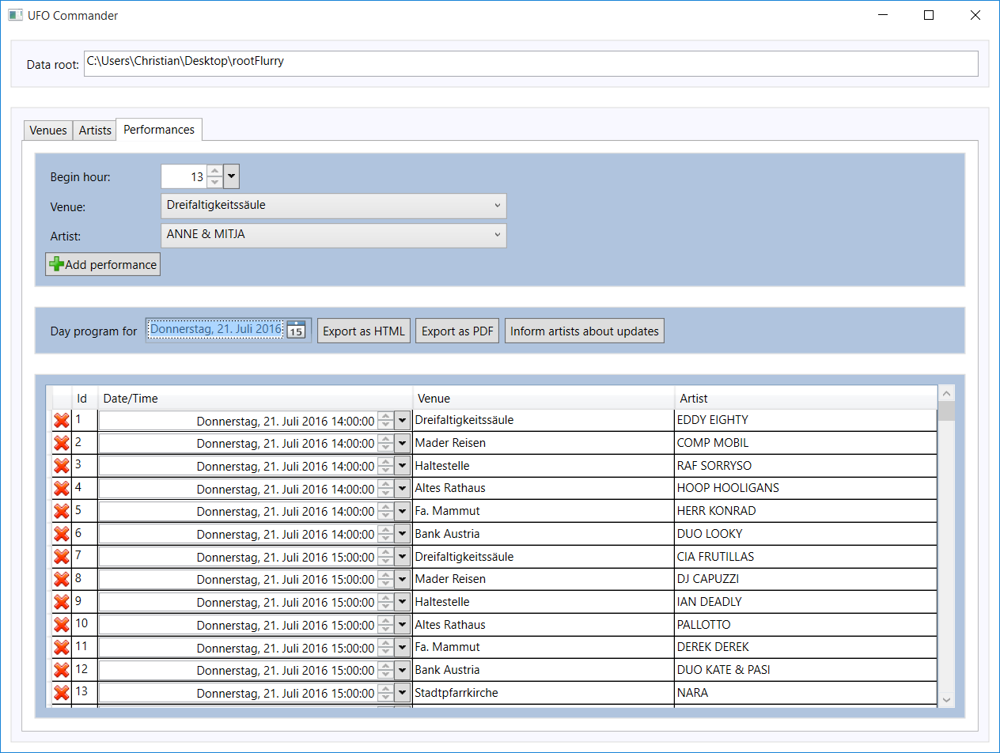 UFO Commander
Data root: C:\Users\Christian\Desktop\rootFlurry
Venues Artists Performances
Begin hour: 13
Venue: Dreifaltigkeitssäule
Artist: ANNE & MITJA
Add performance
Day program for Donnerstag, 21. Juli 2016 15 Export as HTML Export as PDF Inform artists about updates
Id Date/Time Venue Artist
1 Donnerstag, 21. Juli 2016 14:00:00 Dreifaltigkeitssäule EDDY EIGHTY
2 Donnerstag, 21. Juli 2016 14:00:00 Mader Reisen COMP MOBIL
3 Donnerstag, 21. Juli 2016 14:00:00 Haltestelle RAF SORRYSO
4 Donnerstag, 21. Juli 2016 14:00:00 Altes Rathaus HOOP HOOLIGANS
5 Donnerstag, 21. Juli 2016 14:00:00 Fa. Mammut HERR KONRAD
6 Donnerstag, 21. Juli 2016 14:00:00 Bank Austria DUO LOOKY
7 Donnerstag, 21. Juli 2016 15:00:00 Dreifaltigkeitssäule CIA FRUTILLAS
8 Donnerstag, 21. Juli 2016 15:00:00 Mader Reisen DJ CAPUZZI
9 Donnerstag, 21. Juli 2016 15:00:00 Haltestelle IAN DEADLY
10 Donnerstag, 21. Juli 2016 15:00:00 Altes Rathaus PALLOTTO
11 Donnerstag, 21. Juli 2016 15:00:00 Fa. Mammut DEREK DEREK
12 Donnerstag, 21. Juli 2016 15:00:00 Bank Austria DUO KATE & PASI
13 Donnerstag, 21. Juli 2016 15:00:00 Stadtpfarrkirche NARA